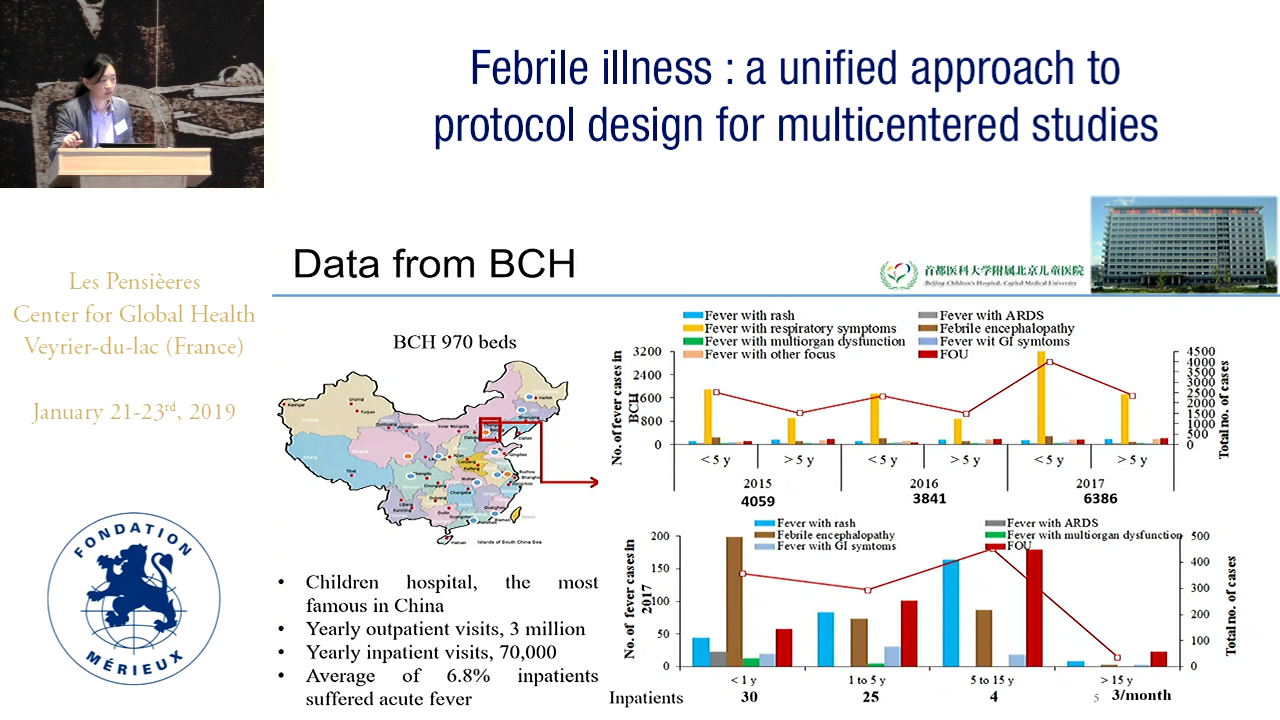 Febrile illness : a unified approach to
protocol design for multicentered studies
Les Pensièeres
Center for Global Health
Veyrier-du-lac (France)
January 21-23rd, 2019
FONDATION
MÉRIEUX
Data from BCH
首都医科大学附属北京儿童医院
Beijing Children's Hospital, Capital Medical University
BCH 970 beds
Islands of South China Sea
• Children hospital, the most
famous in China
• Yearly outpatient visits, 3 million
• Yearly inpatient visits, 70,000
• Average of 6.8% inpatients
suffered acute fever
Fever with rash
Fever with ARDS
Fever with respiratory symptoms
Febrile encephalopathy
Fever with multiorgan dysfunction
Fever wit GI symtoms
Fever with other focus
FOU
No. of fever cases in
BCH
3200
2400
1600
800
0
4500
4000
3500
3000
2500
2000
1500
1000
500
0
Total no. of cases
< 5 y > 5 y < 5 y > 5 y < 5 y > 5 y
2015 2016 2017
4059 3841 6386
Fever with rash
Fever with ARDS
Febrile encephalopathy
Fever with multiorgan dysfunction
Fever with GI symtoms
FOU
No. of fever cases in
2017
200
150
100
50
0
500
400
300
200
100
0
Total no. of cases
< 1 y 1 to 5 y 5 to 15 y > 15 y
Inpatients 30 25 4 5 3/month